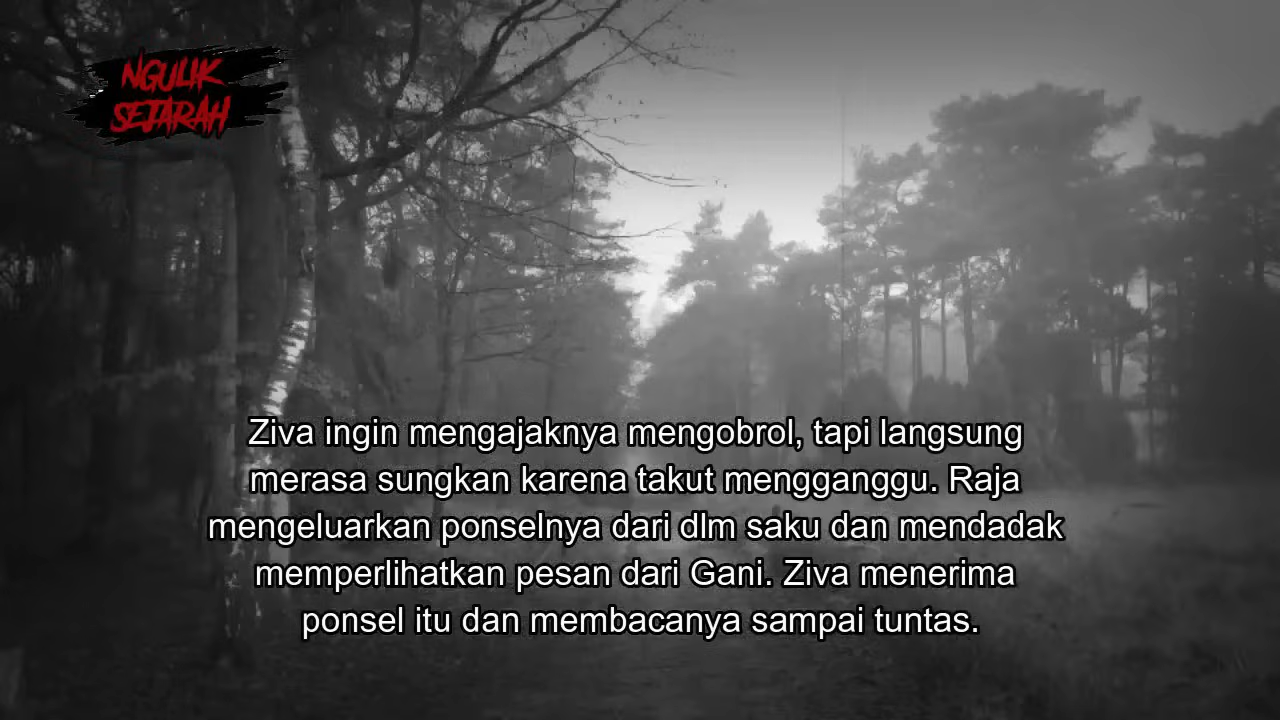 NGULIK
SEJARAH
Ziva ingin mengajaknya mengobrol, tapi langsung
merasa sungkan karena takut mengganggu. Raja
mengeluarkan ponselnya dari dlm saku dan mendadak
memperlihatkan pesan dari Gani. Ziva menerima
ponsel itu dan membacanya sampai tuntas.